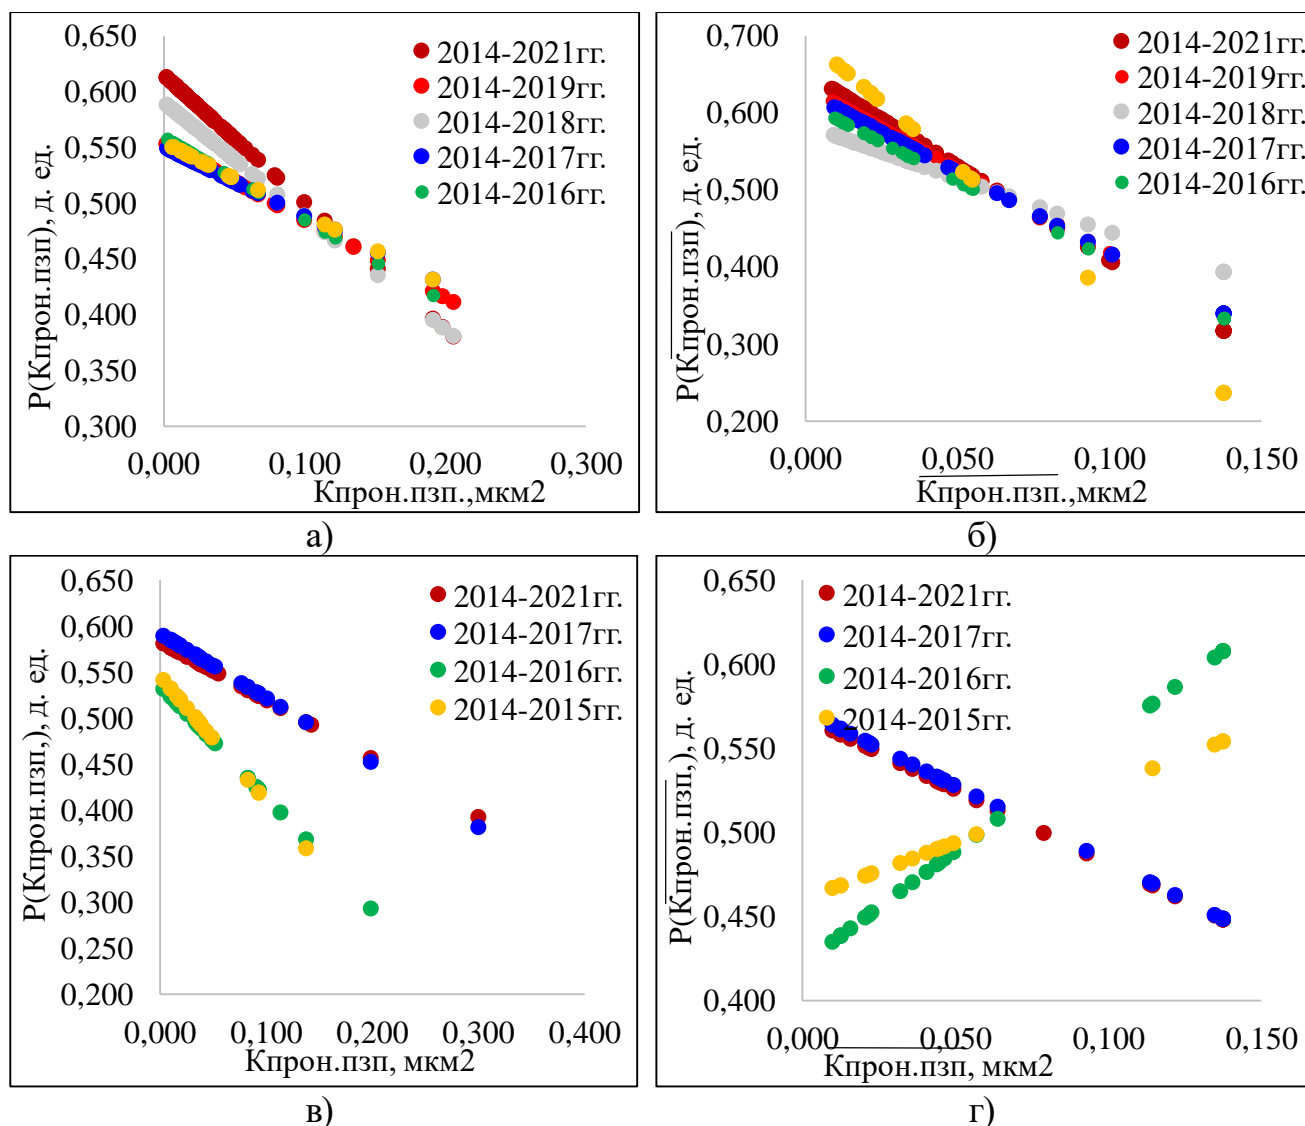 0,650
0,600
0,550
0,500
0,450
0,400
0,350
0,300
Р(Кпрон.пзп), д. ед.
2014-2021гг.
2014-2019гг.
2014-2018гг.
2014-2017гг.
2014-2016гг.
0,000 0,100 0,200 0,300
Кпрон.пзп.,мкм2
а)
0,700
0,600
0,500
0,400
0,300
0,200
Р(Кпрон.пзп), д. ед.
2014-2021гг.
2014-2019гг.
2014-2018гг.
2014-2017гг.
2014-2016гг.
0,000 0,050 0,100 0,150
Кпрон.пзп.,мкм2
б)
0,650
0,600
0,550
0,500
0,450
0,400
0,350
0,300
0,250
0,200
Р(Кпрон.пзп,), д. ед.
2014-2021гг.
2014-2017гг.
2014-2016гг.
2014-2015гг.
0,000 0,100 0,200 0,300 0,400
Кпрон.пзп, мкм2
в)
0,650
0,600
0,550
0,500
0,450
0,400
Р(Кпрон.пзп,), д. ед.
2014-2021гг.
2014-2017гг.
2014-2016гг.
2014-2015гг.
0,000 0,050 0,100 0,150
Кпрон.пзп, мкм2
г)